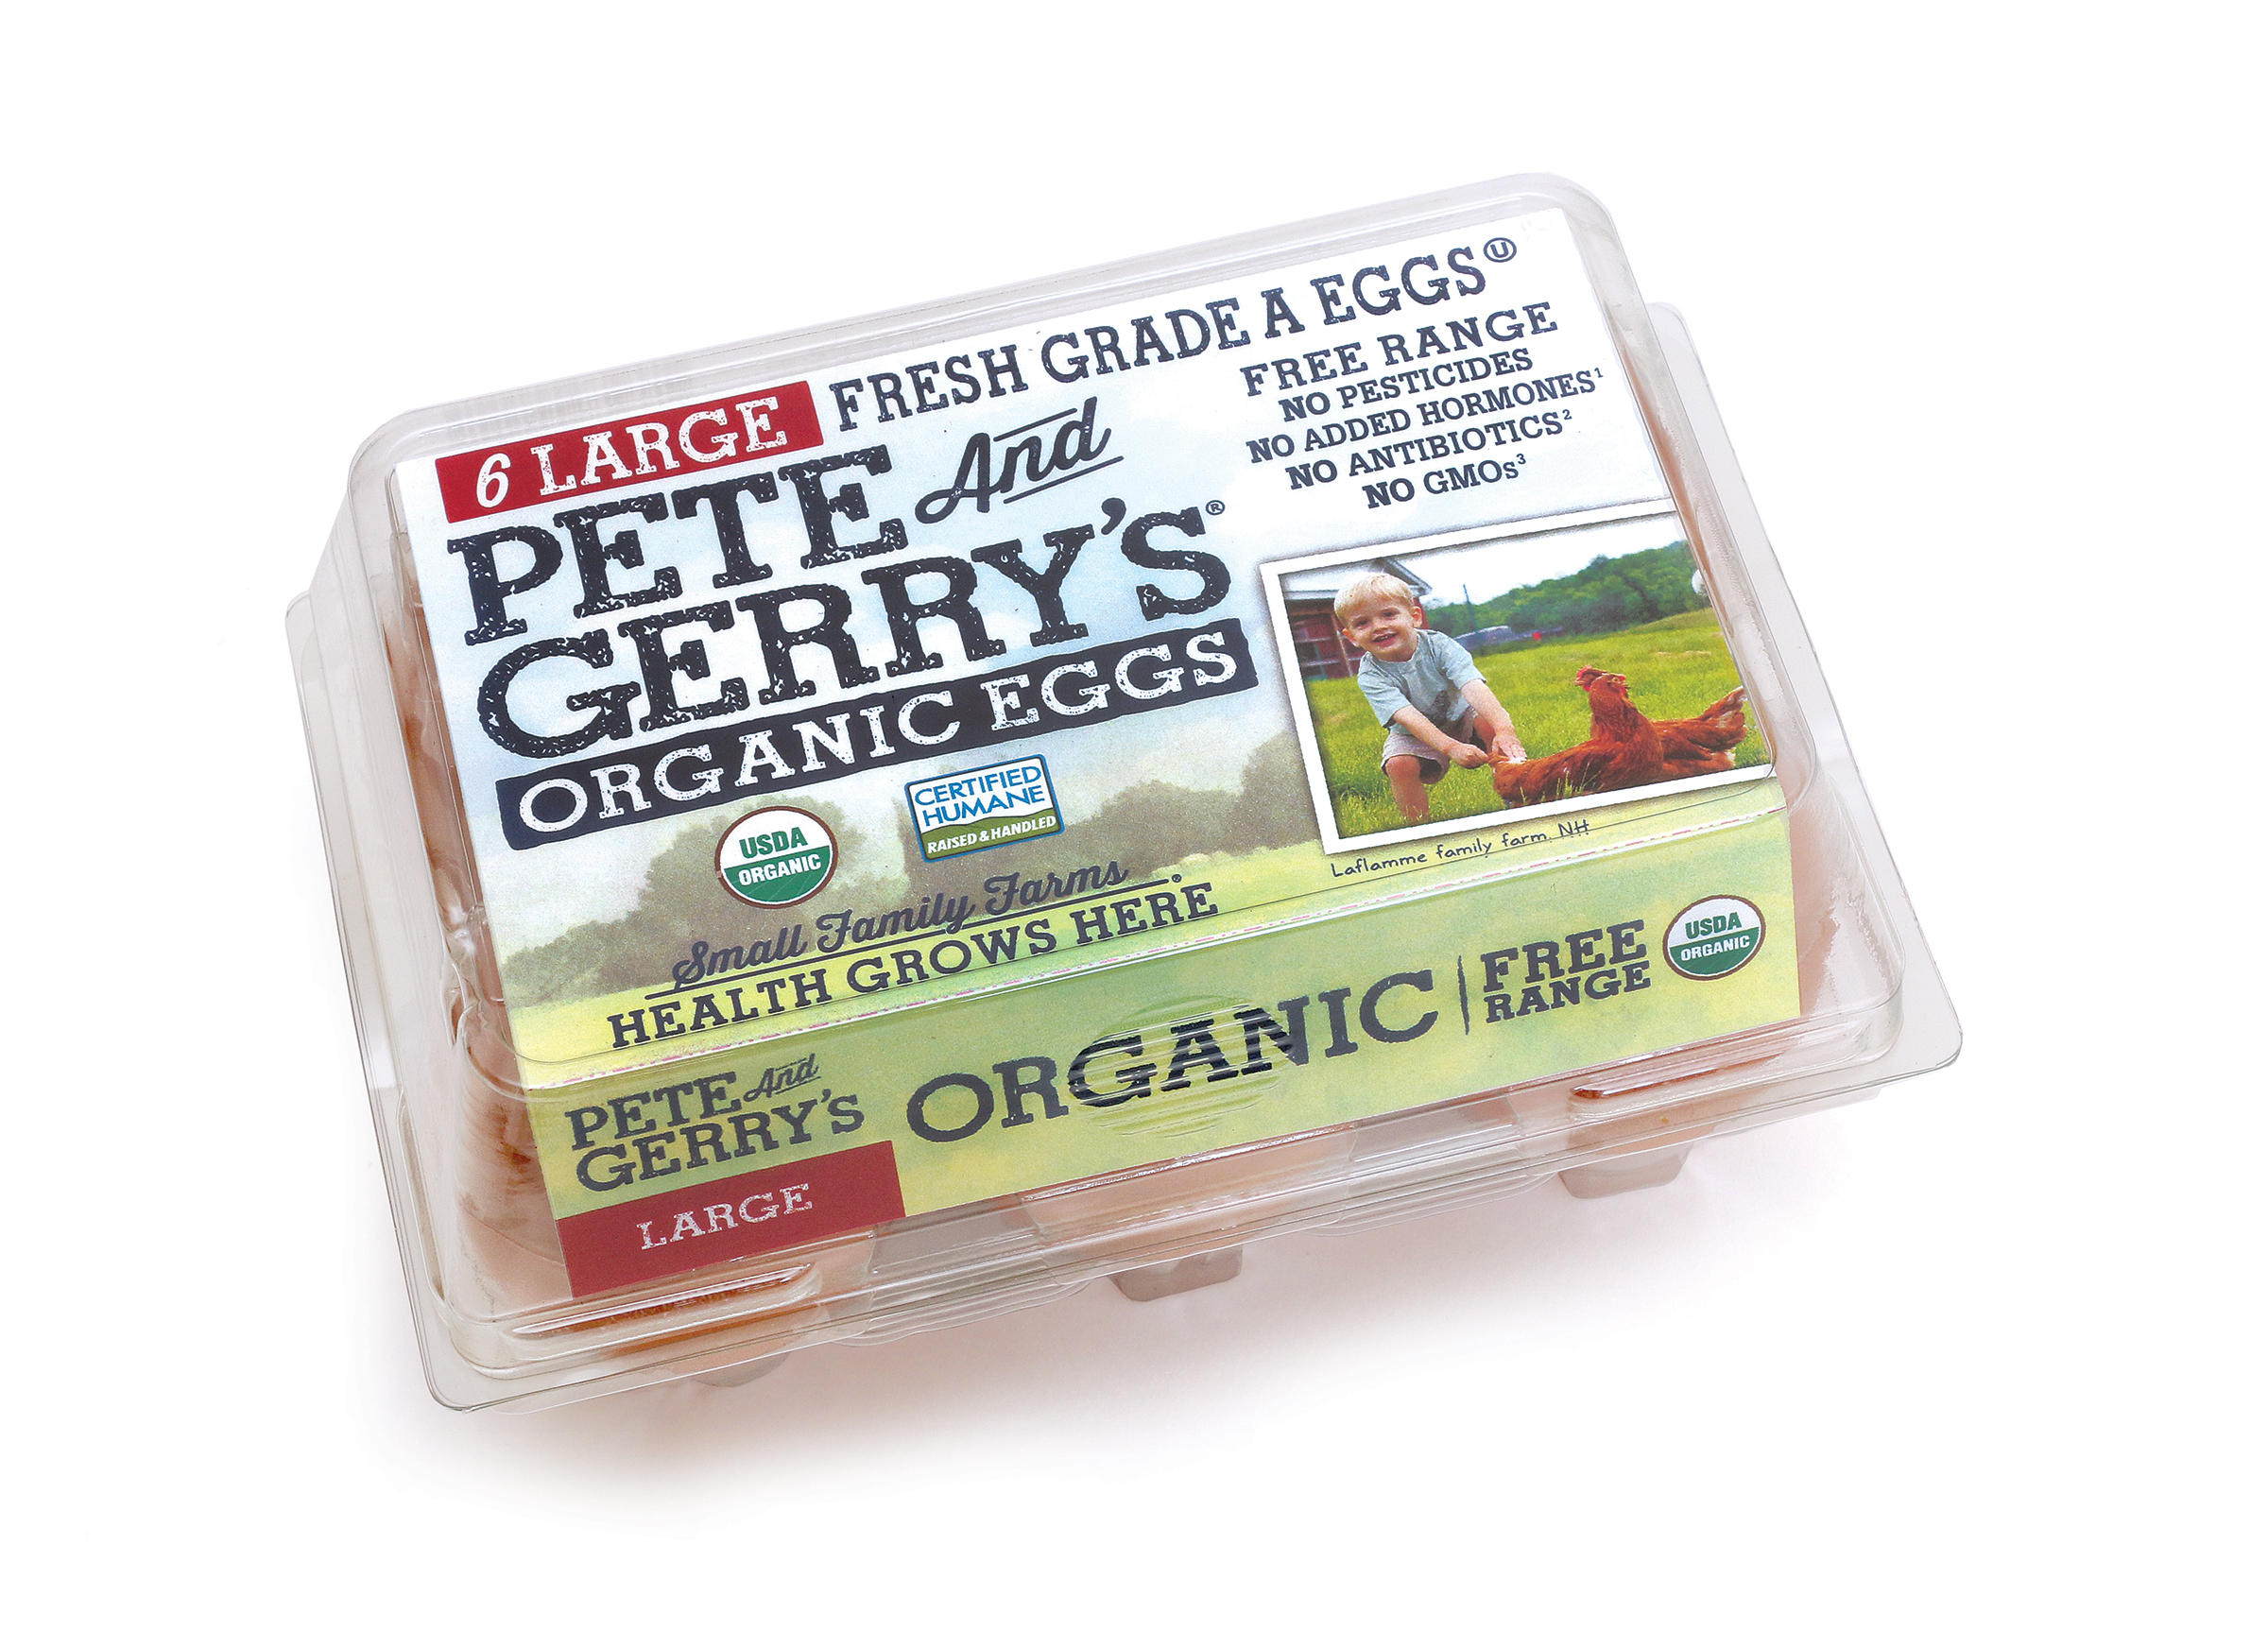 6 LARGE FRESH GRADE A EGGS Ⓤ
PETE And
GERRY'S®
ORGANIC EGGS
FREE RANGE
NO PESTICIDES
NO ADDED HORMONES¹
NO ANTIBIOTICS²
NO GMOs³
USDA
ORGANIC
CERTIFIED
HUMANE
RAISED & HANDLED
Laflamme family farm, NH
Small Family Farms®
HEALTH GROWS HERE
PETE And
GERRY'S
LARGE
ORGANIC
FREE
RANGE
USDA
ORGANIC